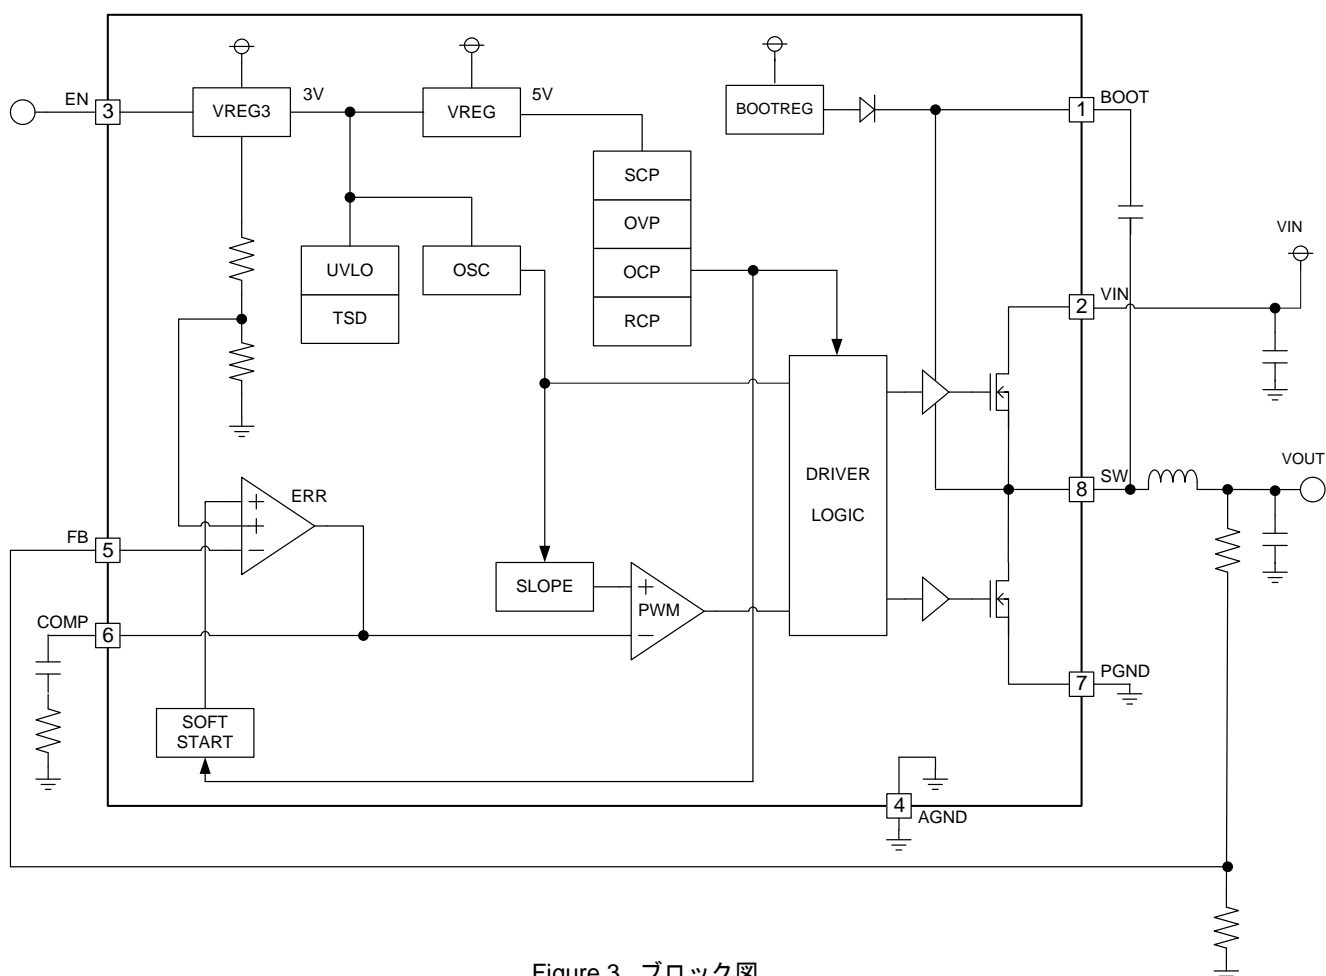 EN
3
VREG3
3V
VREG
5V
BOOTREG
1
BOOT
SCP
OVP
OCP
RCP
UVLO
TSD
OSC
VIN
2
VIN
DRIVER
LOGIC
8
SW
VOUT
ERR
+
+
−
FB
5
SLOPE
+
PWM
−
COMP
6
7
PGND
SOFT
START
4
AGND
Figure 3. ブロック図